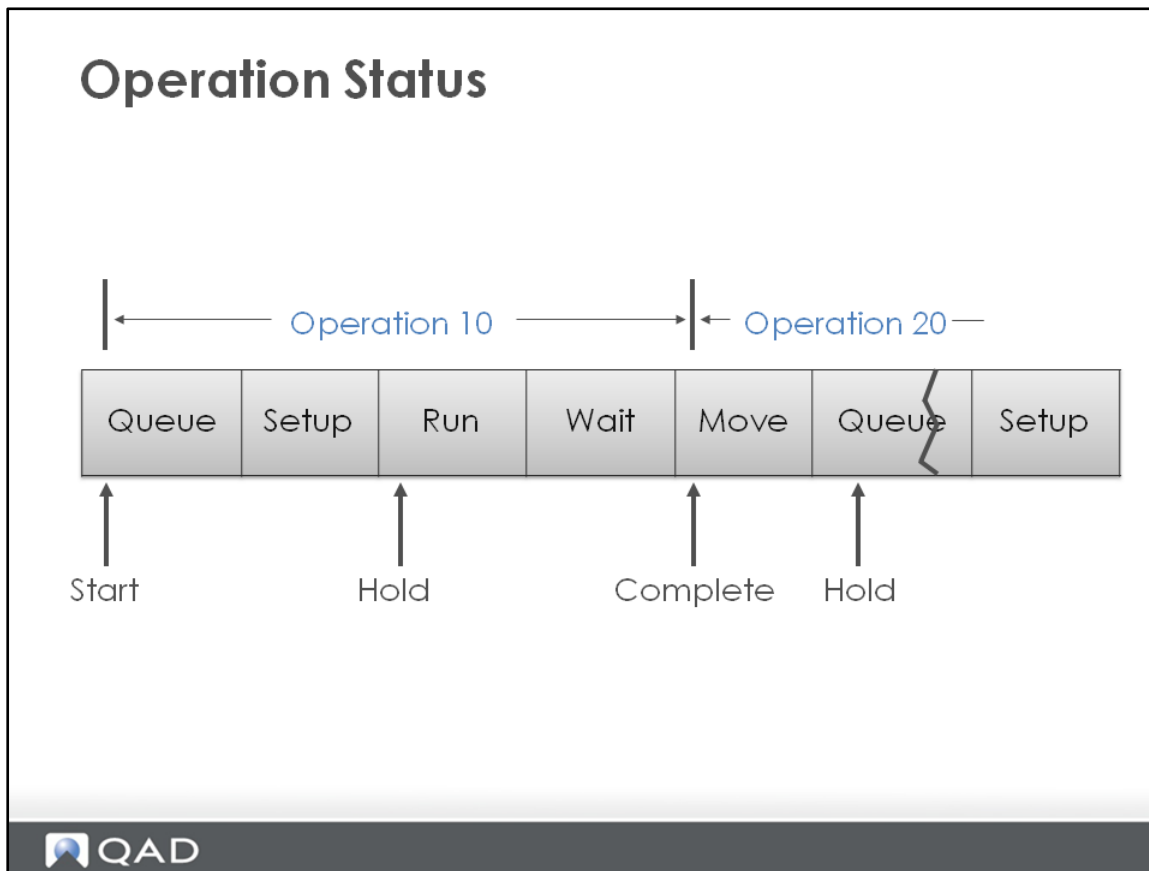 Operation Status
Operation 10 Operation 20
Queue Setup Run Wait Move Queue Setup
Start Hold Complete Hold
QAD